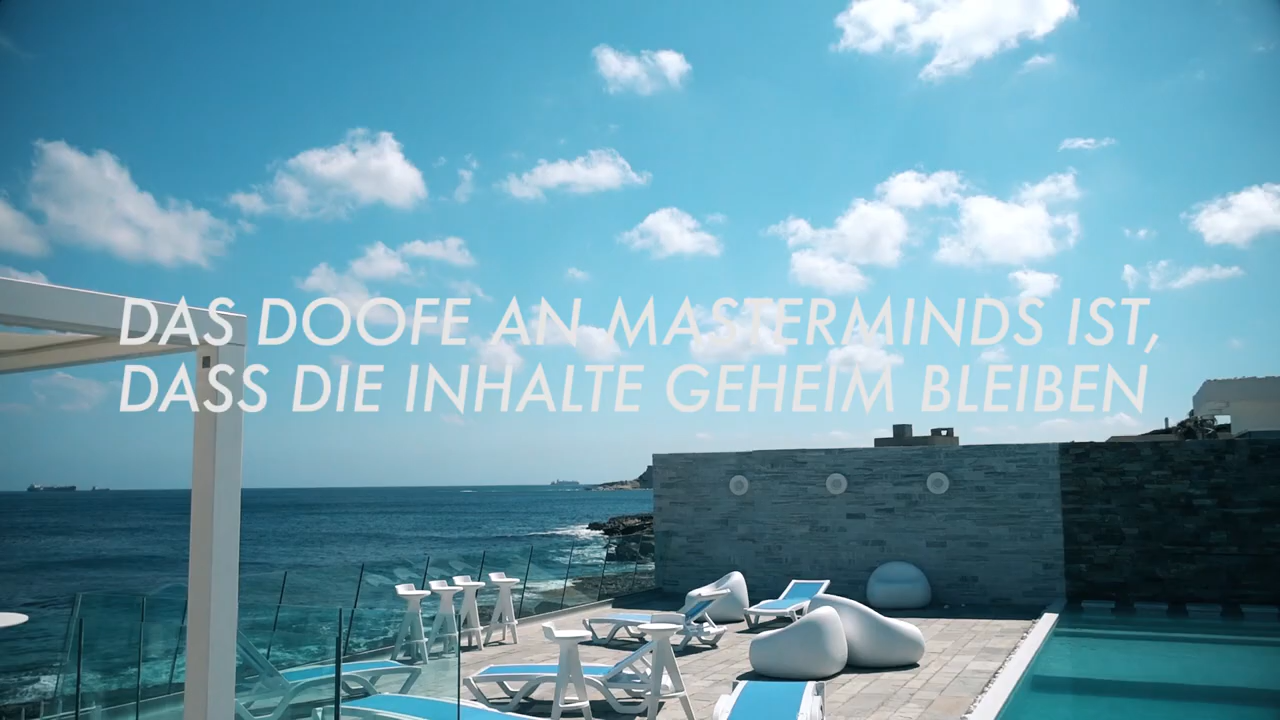 DAS DOOFE AN MASTERMINDS IST,
DASS DIE INHALTE GEHEIM BLEIBEN